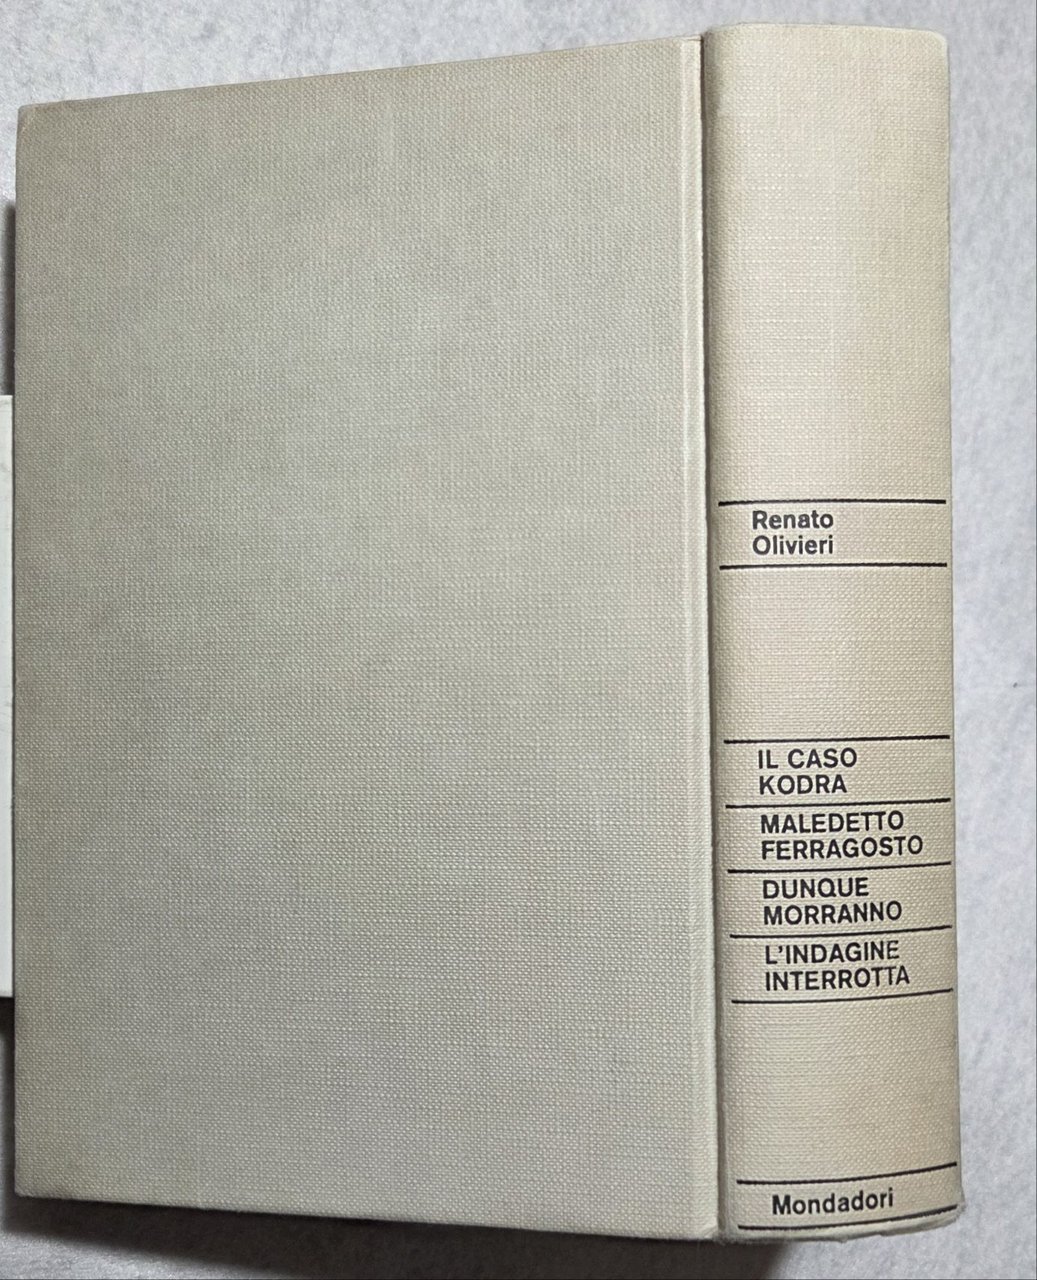 Renato
Olivieri
IL CASO
KODRA
MALEDETTO
FERRAGOSTO
DUNQUE
MORRANNO
L'INDAGINE
INTERROTTA
Mondadori